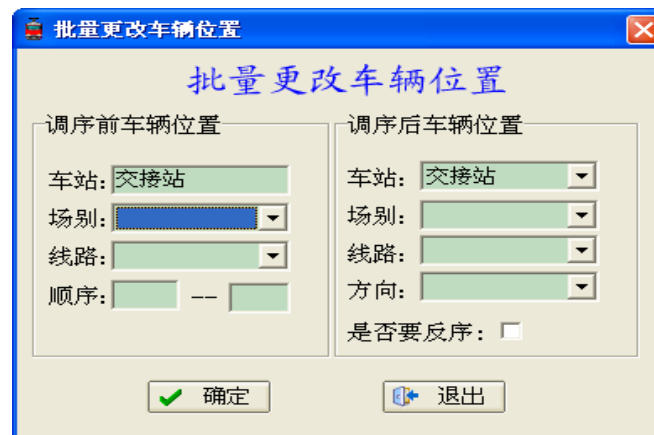 批量更改车辆位置
批量更改车辆位置
调序前车辆位置
车站: 交接站
场别:
线路:
顺序: --
调序后车辆位置
车站: 交接站
场别:
线路:
方向:
是否要反序:
确定
退出